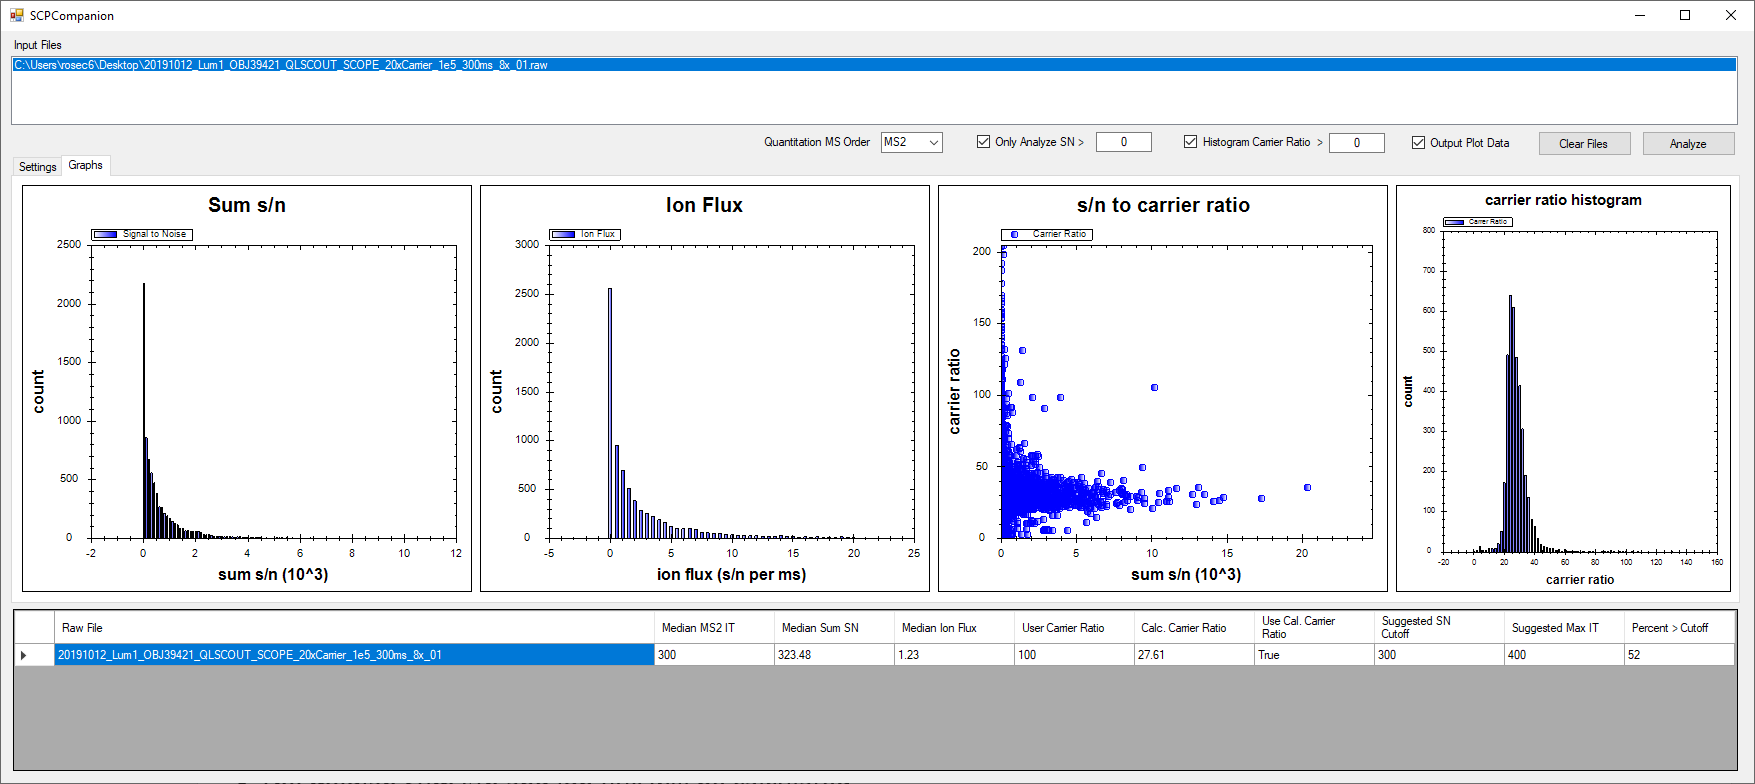 SCPCompanion
Input Files
C:\Users\rosec6\Desktop\20191012_Lum1_OBJ39421_QLSCOUT_SCOPE_20xCarrier_1e5_300ms_8x_01.raw
Quantitation MS Order MS2 Only Analyze SN > 0 Histogram Carrier Ratio > 0 Output Plot Data Clear Files Analyze
Settings Graphs
Sum s/n
Signal to Noise
2500
2000
1500
1000
500
0
-2 0 2 4 6 8 10 12
count
sum s/n (10^3)
Ion Flux
Ion Flux
3000
2500
2000
1500
1000
500
0
-5 0 5 10 15 20 25
count
ion flux (s/n per ms)
s/n to carrier ratio
Carrier Ratio
200
150
100
50
0
0 5 10 15 20
carrier ratio
sum s/n (10^3)
carrier ratio histogram
Carrier Ratio
800
700
600
500
400
300
200
100
0
-20 0 20 40 60 80 100 120 140 160
count
carrier ratio
Raw File Median MS2 IT Median Sum SN Median Ion Flux User Carrier Ratio Calc. Carrier Ratio Use Cal. Carrier Ratio Suggested SN Cutoff Suggested Max IT Percent > Cutoff
20191012_Lum1_OBJ39421_QLSCOUT_SCOPE_20xCarrier_1e5_300ms_8x_01 300 323.48 1.23 100 27.61 True 300 400 52